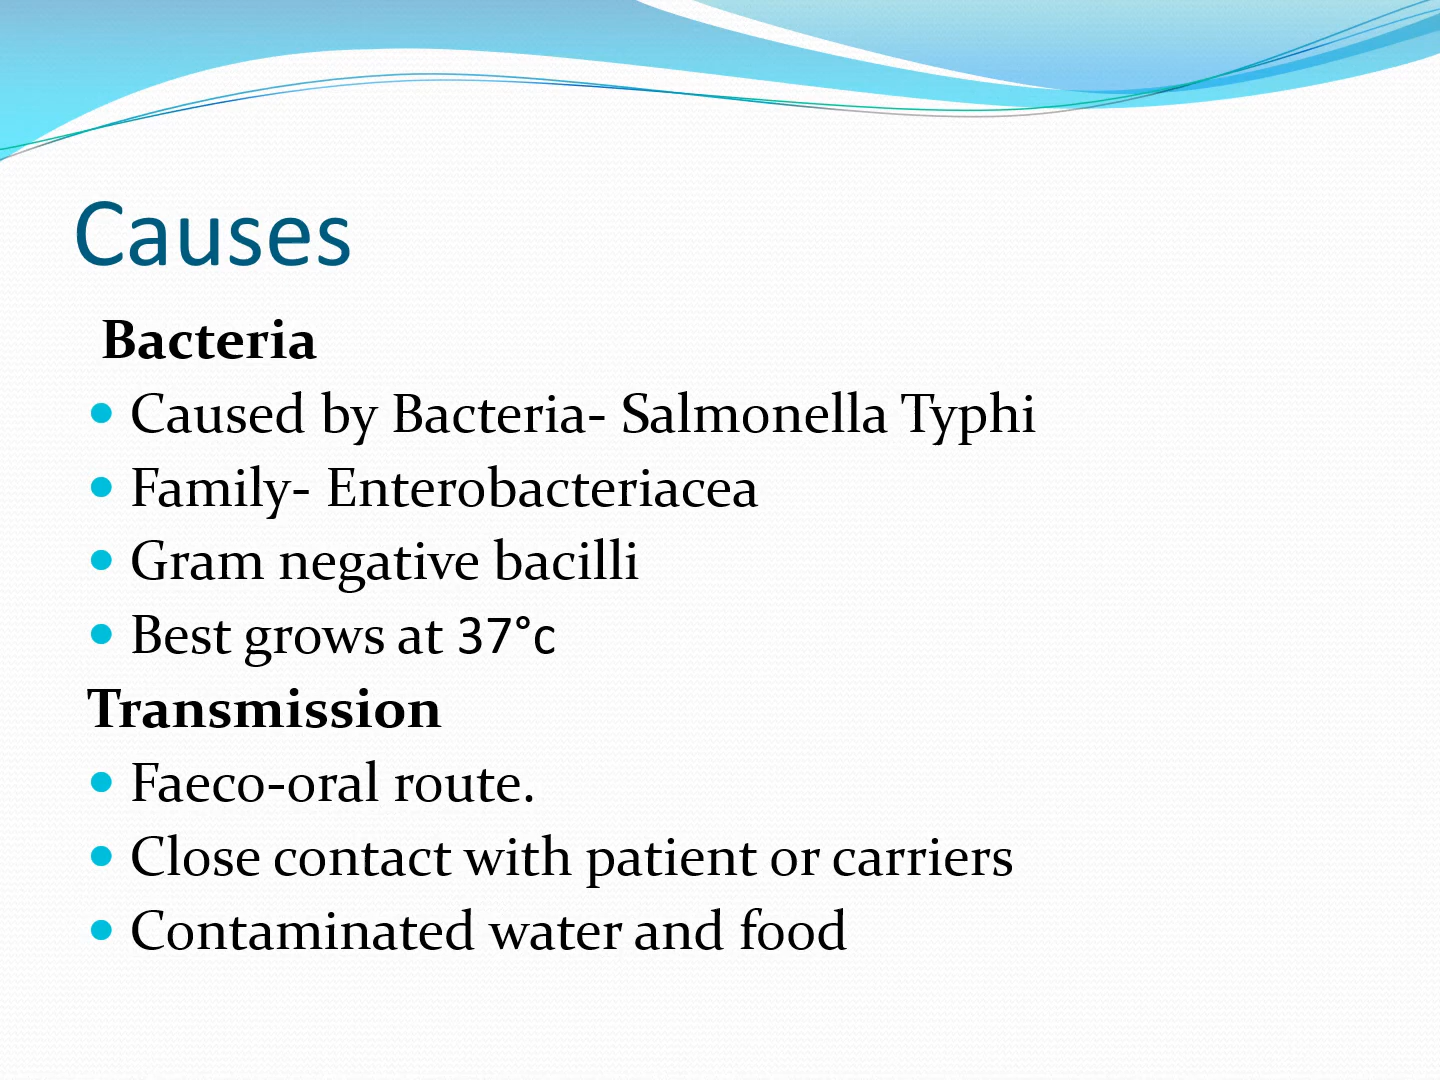 Causes
Bacteria
• Caused by Bacteria- Salmonella Typhi
• Family- Enterobacteriacea
• Gram negative bacilli
• Best grows at 37°c
Transmission
• Faeco-oral route.
• Close contact with patient or carriers
• Contaminated water and food